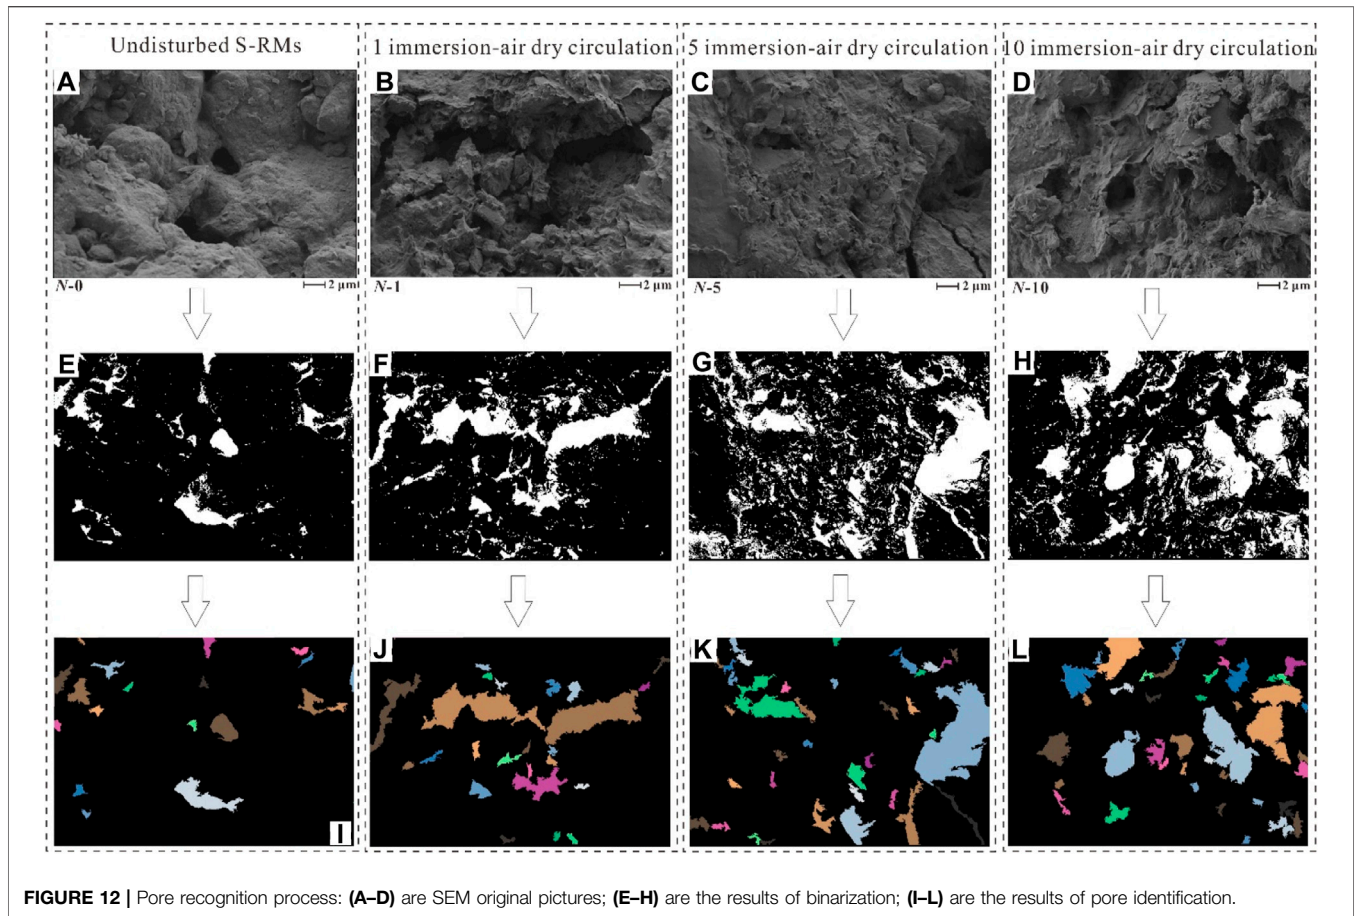 Undisturbed S-RMs
1 immersion-air dry circulation
5 immersion-air dry circulation
10 immersion-air dry circulation
A
B
C
D
N-0
2 μm
N-1
2 μm
N-5
2 μm
N-10
2 μm
E
F
G
H
I
J
K
L
FIGURE 12 | Pore recognition process: (A–D) are SEM original pictures; (E–H) are the results of binarization; (I–L) are the results of pore identification.